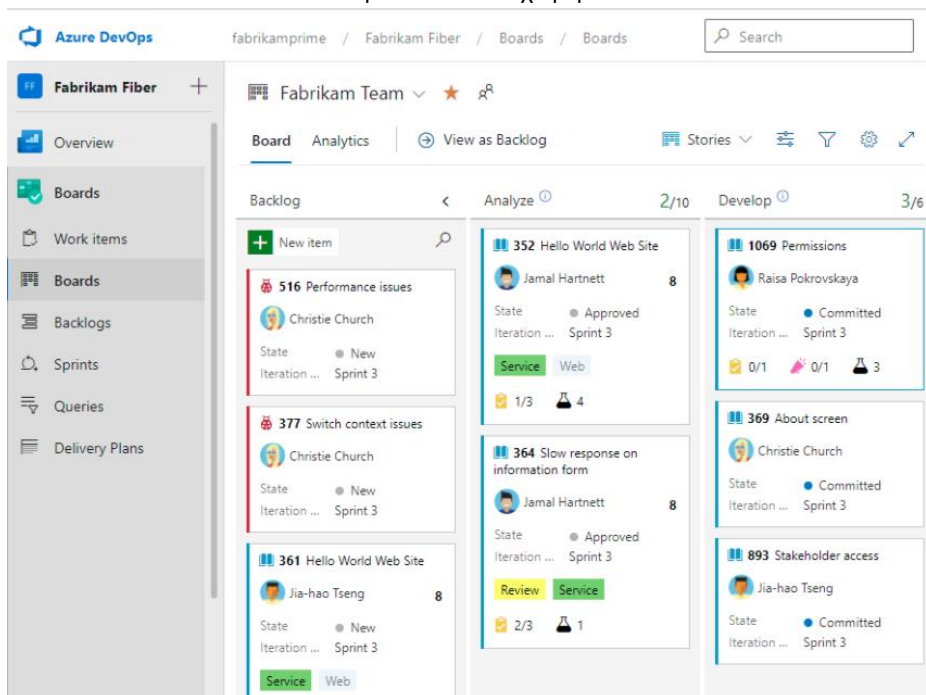 Azure DevOps
fabrikamprime / Fabrikam Fiber / Boards / Boards
Search
FF Fabrikam Fiber
Overview
Boards
Work items
Boards
Backlogs
Sprints
Queries
Delivery Plans
Fabrikam Team
Board Analytics View as Backlog Stories
Backlog
New item
516 Performance issues
Christie Church
State New
Iteration ... Sprint 3
377 Switch context issues
Christie Church
State New
Iteration ... Sprint 3
361 Hello World Web Site
Jia-hao Tseng 8
State New
Iteration ... Sprint 3
Service Web
Analyze 2/10
352 Hello World Web Site
Jamal Hartnett 8
State Approved
Iteration ... Sprint 3
Service Web
1/3 4
364 Slow response on
information form
Jamal Hartnett 8
State Approved
Iteration ... Sprint 3
Review Service
2/3 1
Develop 3/6
1069 Permissions
Raisa Pokrovskaya
State Committed
Iteration ... Sprint 3
0/1 0/1 3
369 About screen
Christie Church
State Committed
Iteration ... Sprint 3
893 Stakeholder access
Jia-hao Tseng
State Committed
Iteration ... Sprint 3